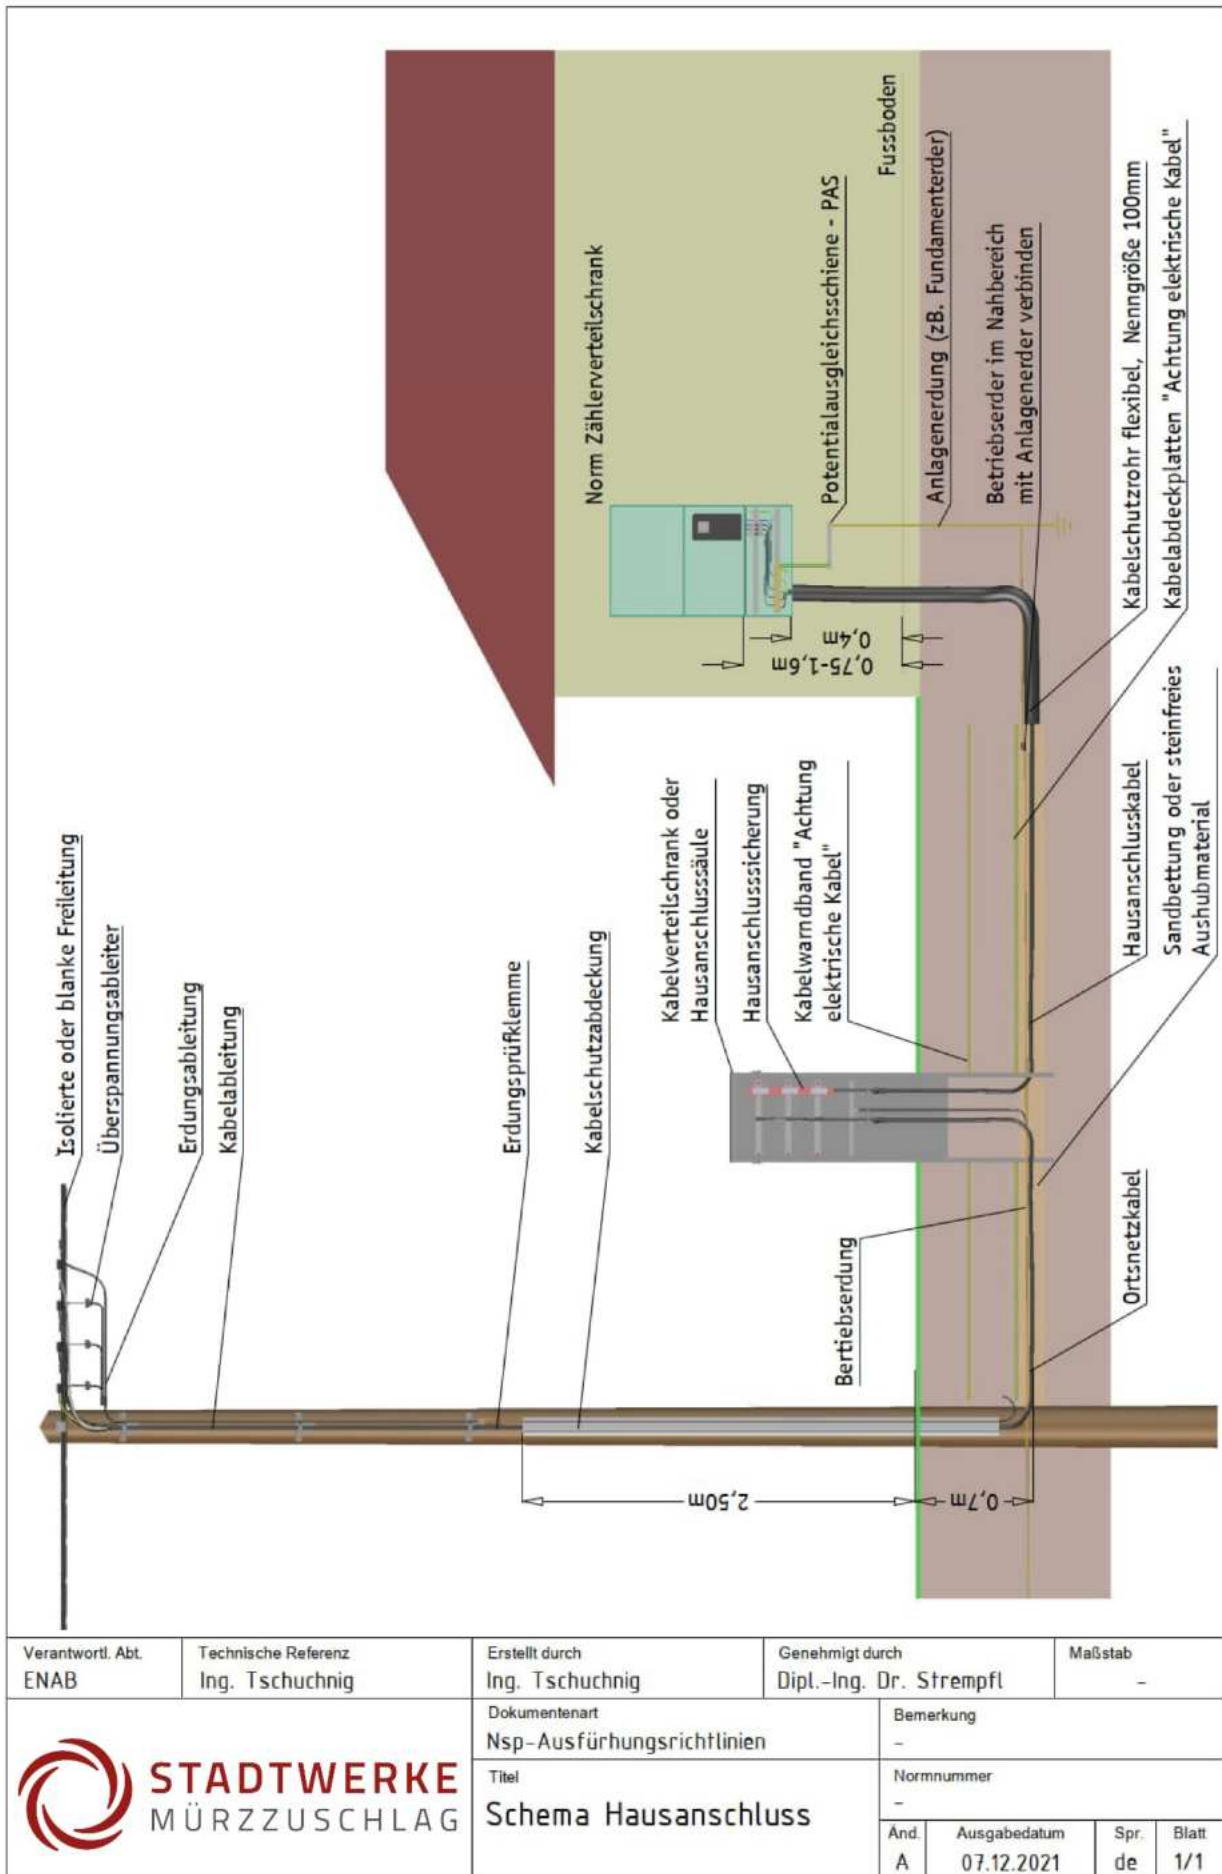 Isolierte oder blanke Freileitung
Überspannungsableiter
Erdungsableitung
Kabelableitung
Erdungsprüfklemme
Kabelschutzabdeckung
Kabelverteilschrank oder
Hausanschlusssäule
Hausanschlusssicherung
Kabelwarndband "Achtung
elektrische Kabel"
Norm Zählerverteilschrank
Potentialausgleichsschiene - PAS
Fussboden
Anlagenerdung (zB. Fundamenterder)
Betriebserder im Nahbereich
mit Anlagenerder verbinden
Kabelschutzrohr flexibel, Nenngröße 100mm
Kabelabdeckplatten "Achtung elektrische Kabel"
0,4m
0,75-1,6m
Hausanschlusskabel
Sandbettung oder steinfreies
Aushubmaterial
Bertiebserdung
Ortsnetzkabel
2,50m
0,7m
Verantwortl. Abt.
ENAB
Technische Referenz
Ing. Tschuchnig
Erstellt durch
Ing. Tschuchnig
Genehmigt durch
Dipl.-Ing. Dr. Strempfl
Maßstab
-
STADTWERKE
MÜRZZUSCHLAG
Dokumentenart
Nsp-Ausfürhungsrichtlinien
Bemerkung
-
Titel
Schema Hausanschluss
Normnummer
-
Änd.
A
Ausgabedatum
07.12.2021
Spr.
de
Blatt
1/1